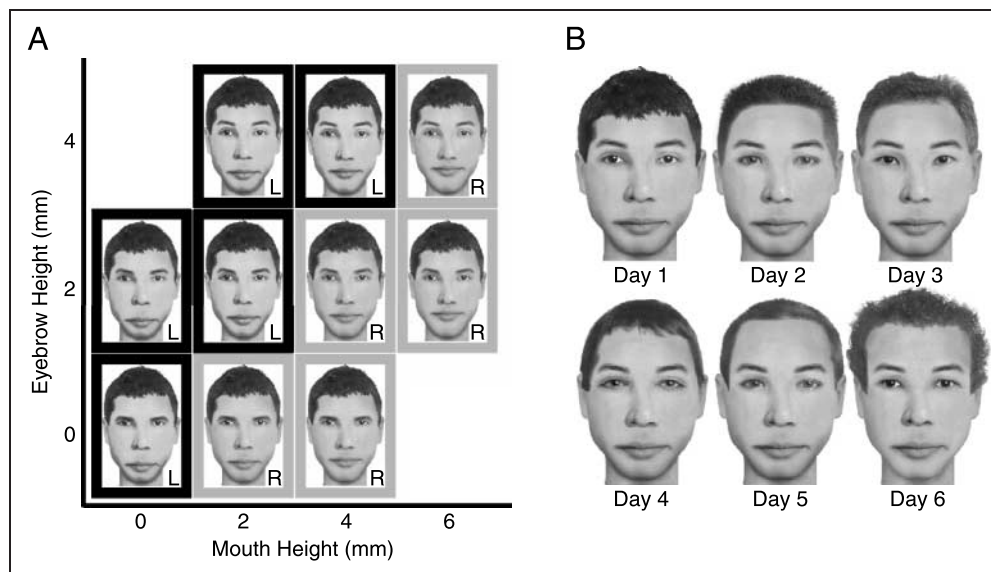 A
B
4
L
L
R
Day 1
Day 2
Day 3
Eyebrow Height (mm)
2
L
L
R
R
0
L
R
R
Day 4
Day 5
Day 6
0
2
4
6
Mouth Height (mm)